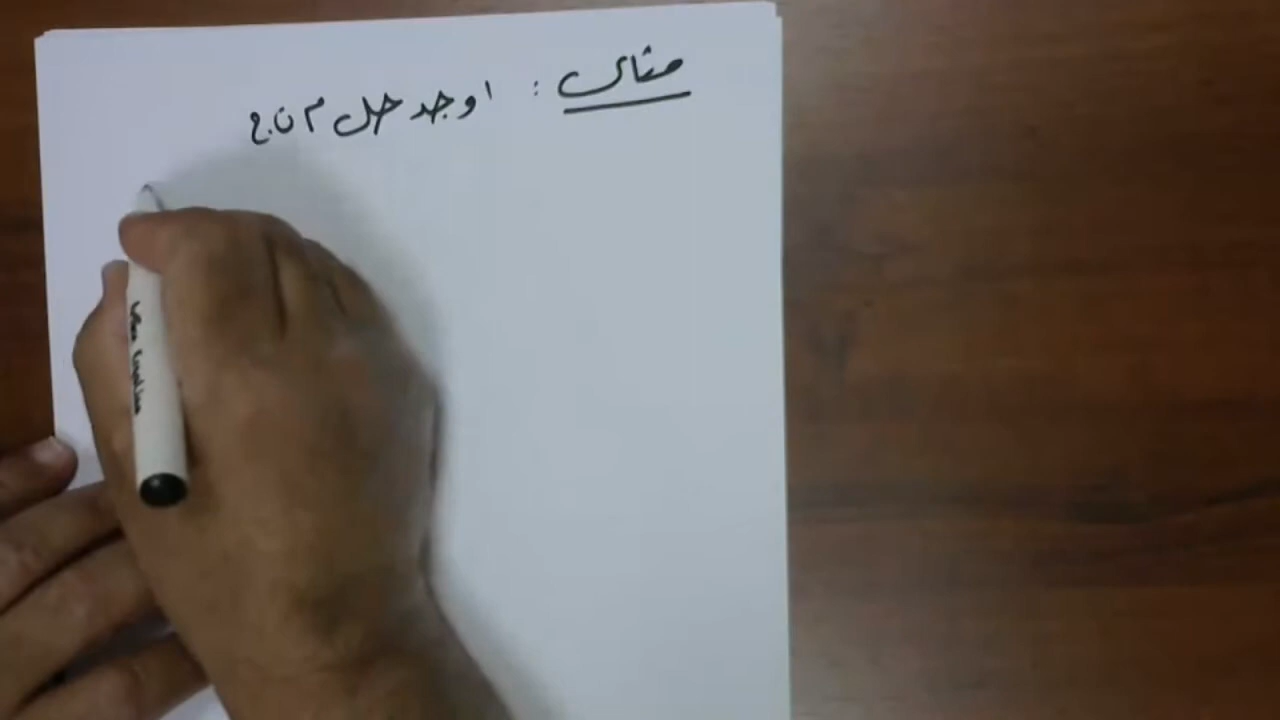 مثال : اوجد حل م ن.ج